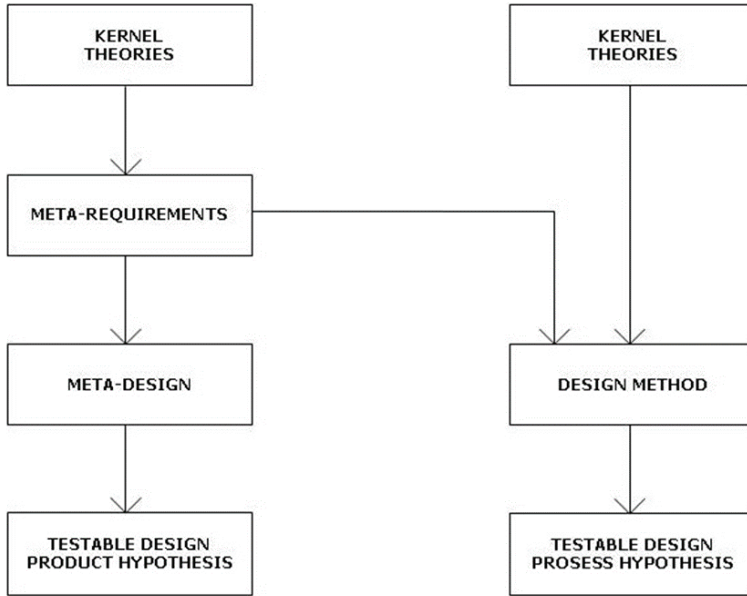 KERNEL
THEORIES
KERNEL
THEORIES
META-REQUIREMENTS
META-DESIGN
DESIGN METHOD
TESTABLE DESIGN
PRODUCT HYPOTHESIS
TESTABLE DESIGN
PROSESS HYPOTHESIS